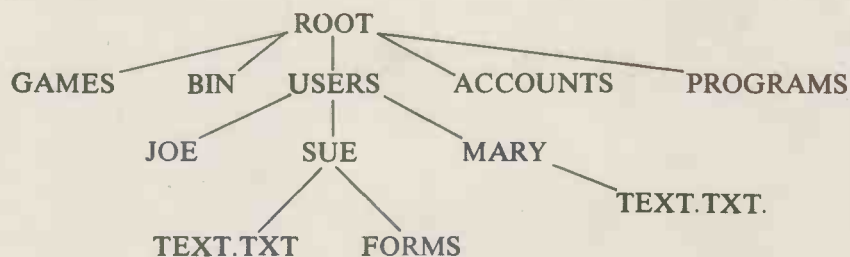 ROOT
GAMES BIN USERS ACCOUNTS PROGRAMS
JOE SUE MARY
TEXT.TXT.
TEXT.TXT FORMS